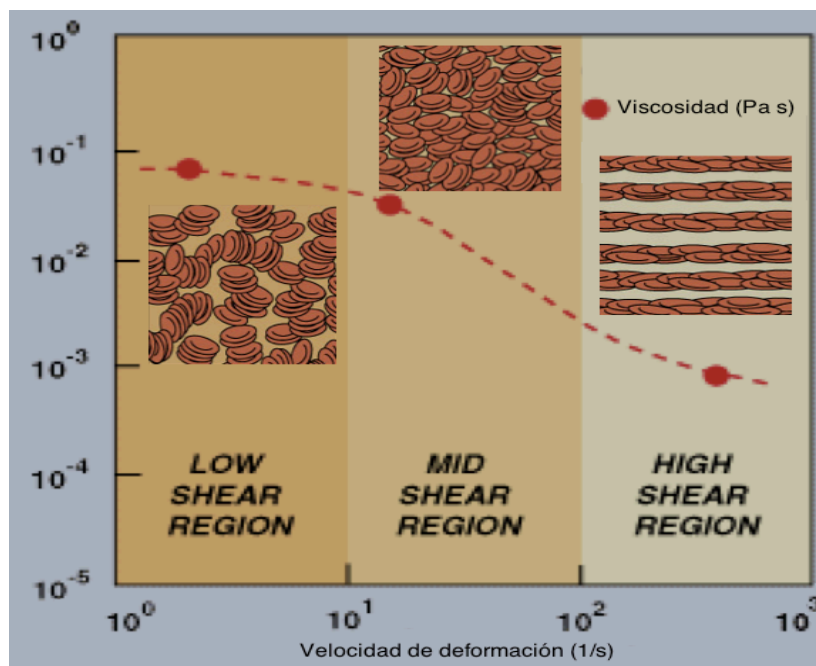 10⁰
10⁻¹
10⁻²
10⁻³
10⁻⁴
10⁻⁵
Viscosidad (Pa s)
LOW
SHEAR
REGION
MID
SHEAR
REGION
HIGH
SHEAR
REGION
10⁰ 10¹ 10² 10³
Velocidad de deformación (1/s)